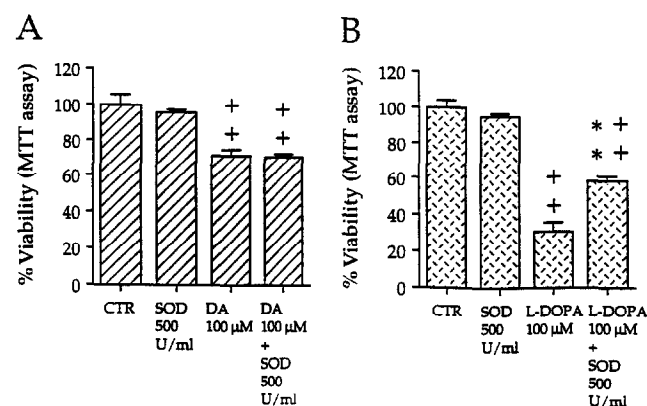 A
% Viability (MTT assay)
120
100
80
60
40
20
0
+
+
+
+
CTR
SOD
500
U/ml
DA
100 µM
DA
100 µM
+
SOD
500
U/ml
B
% Viability (MTT assay)
120
100
80
60
40
20
0
+
+
* +
* +
CTR
SOD
500
U/ml
L-DOPA
100 µM
L-DOPA
100 µM
+
SOD
500
U/ml